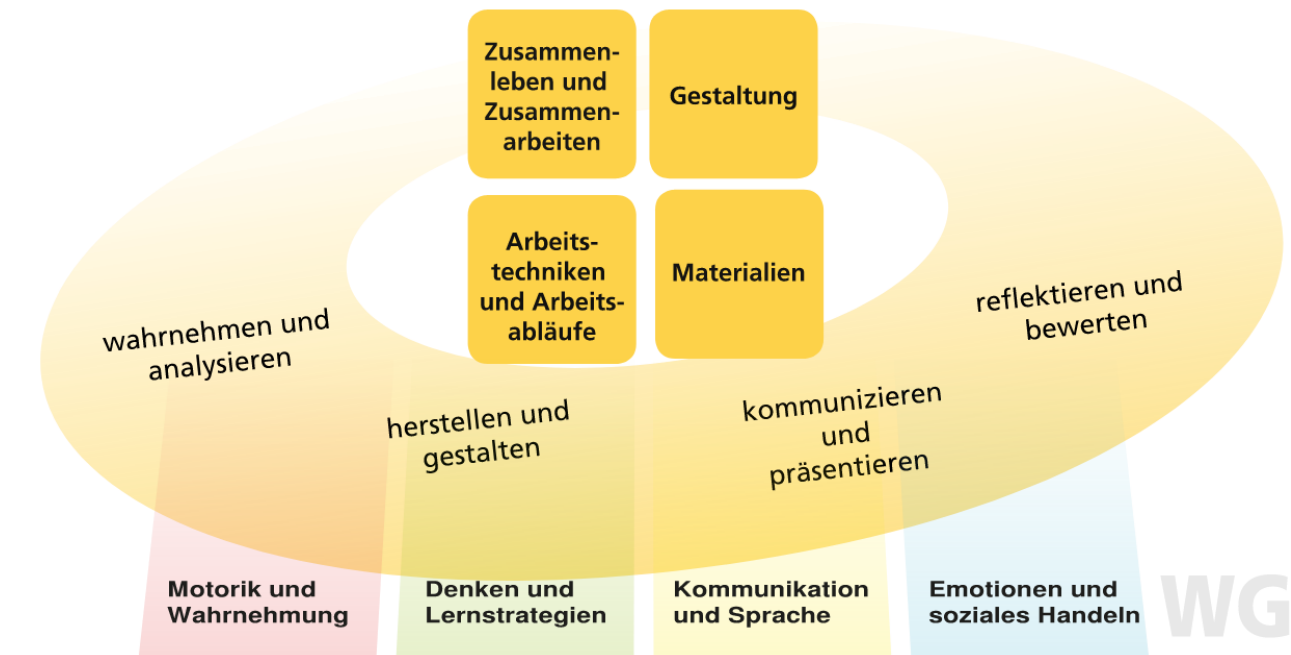 Zusammen-
leben und
Zusammen-
arbeiten
Gestaltung
Arbeits-
techniken
und Arbeits-
abläufe
Materialien
wahrnehmen und
analysieren
herstellen und
gestalten
kommunizieren
und
präsentieren
reflektieren und
bewerten
Motorik und
Wahrnehmung
Denken und
Lernstrategien
Kommunikation
und Sprache
Emotionen und
soziales Handeln
WG